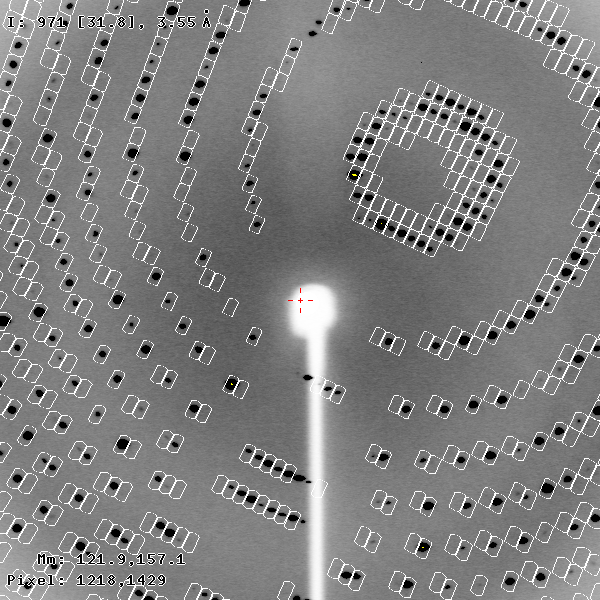 I: 971 [31.8], 3.55 Å
Mm: 121.9,157.1
Pixel: 1218,1429